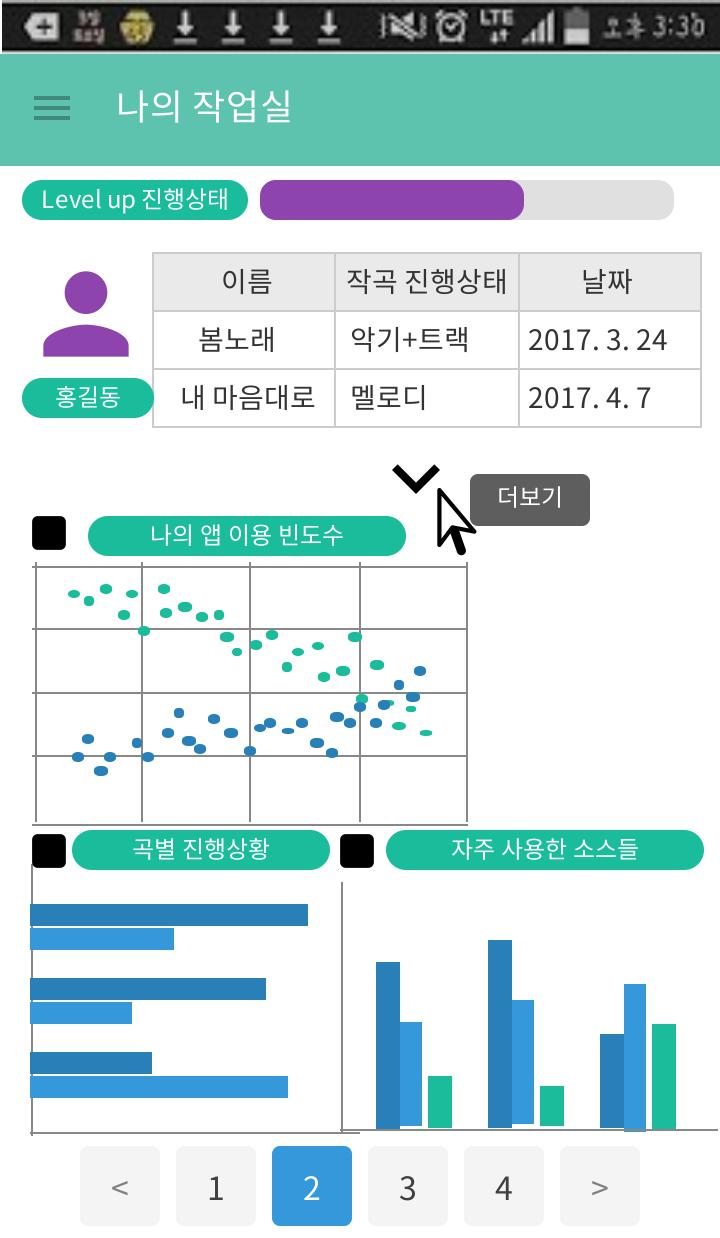 LTE
오후 3:30
나의 작업실
Level up 진행상태
이름 작곡 진행상태 날짜
봄노래 악기+트랙 2017. 3. 24
홍길동 내 마음대로 멜로디 2017. 4. 7
더보기
나의 앱 이용 빈도수
곡별 진행상황 자주 사용한 소스들
< 1 2 3 4 >